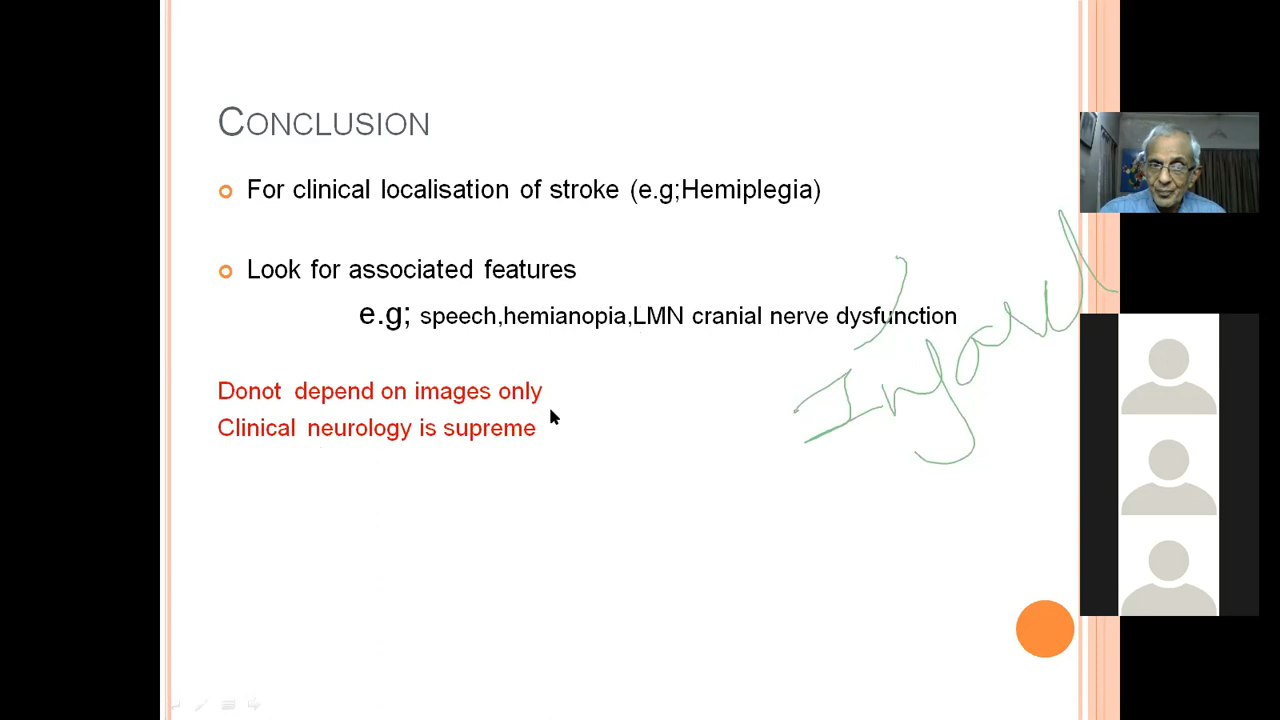 CONCLUSION
For clinical localisation of stroke (e.g;Hemiplegia)
Look for associated features
e.g; speech,hemianopia,LMN cranial nerve dysfunction
Donot depend on images only
Clinical neurology is supreme